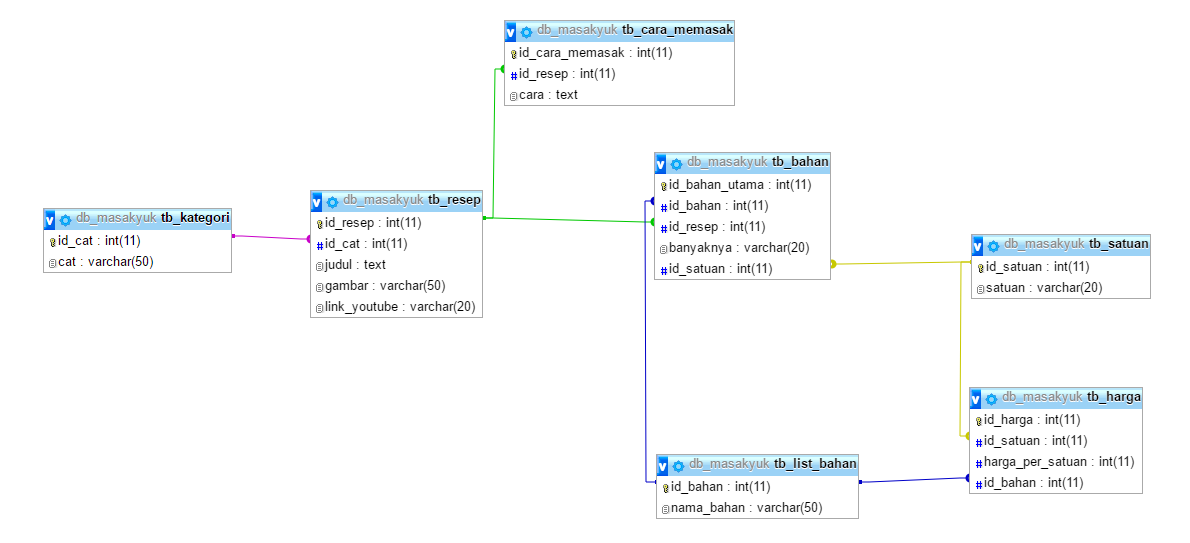 db_masakyuk tb_cara_memasak
id_cara_memasak : int(11)
id_resep : int(11)
cara : text
db_masakyuk tb_bahan
id_bahan_utama : int(11)
id_bahan : int(11)
id_resep : int(11)
banyaknya : varchar(20)
id_satuan : int(11)
db_masakyuk tb_resep
id_resep : int(11)
id_cat : int(11)
judul : text
gambar : varchar(50)
link_youtube : varchar(20)
db_masakyuk tb_kategori
id_cat : int(11)
cat : varchar(50)
db_masakyuk tb_satuan
id_satuan : int(11)
satuan : varchar(20)
db_masakyuk tb_harga
id_harga : int(11)
id_satuan : int(11)
harga_per_satuan : int(11)
id_bahan : int(11)
db_masakyuk tb_list_bahan
id_bahan : int(11)
nama_bahan : varchar(50)